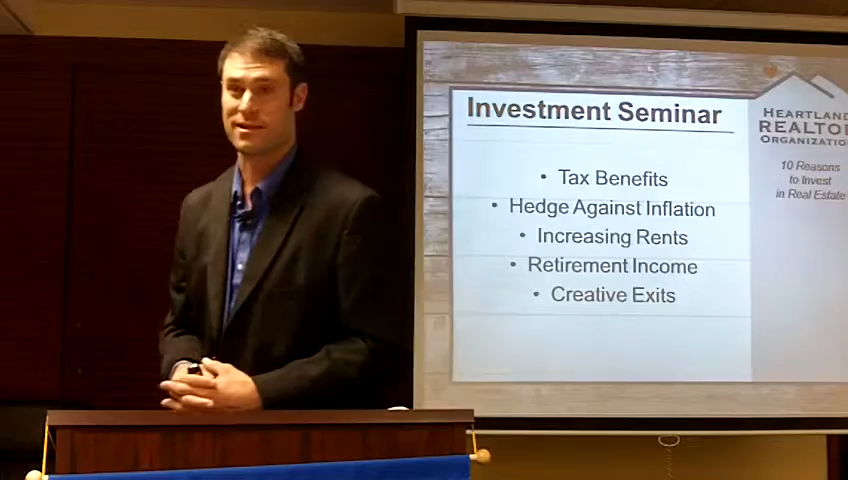 Investment Seminar
• Tax Benefits
• Hedge Against Inflation
• Increasing Rents
• Retirement Income
• Creative Exits
HEARTLAND
REALTOR
ORGANIZATIO
10 Reasons
to Invest
in Real Estate